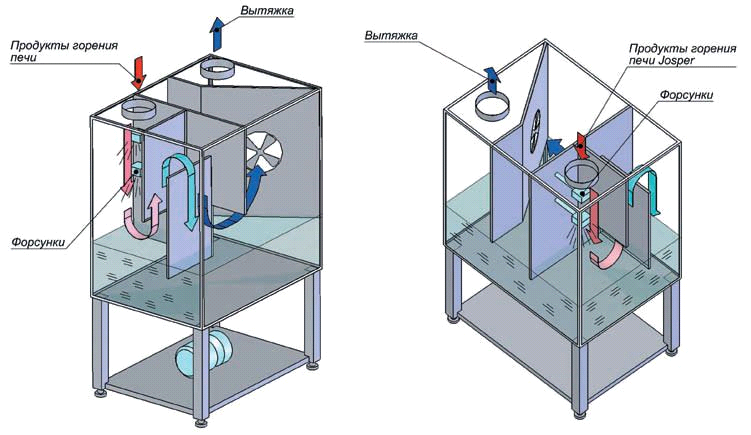 Вытяжка
Продукты горения
печи
Форсунки
Вытяжка
Продукты горения
печи Josper
Форсунки